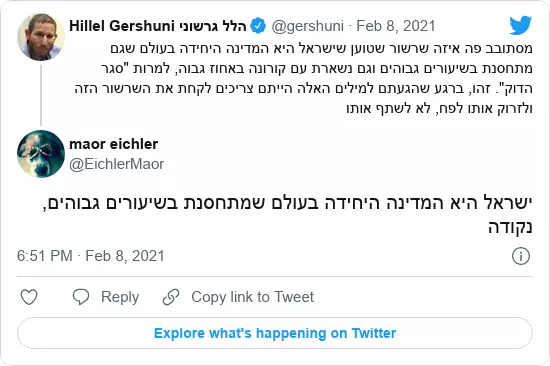 Hillel Gershuni הלל גרשוני @gershuni · Feb 8, 2021
מסתובב פה איזה שרשור שטוען שישראל היא המדינה היחידה בעולם שגם
מתחסנת בשיעורים גבוהים וגם נשארת עם קורונה באחוז גבוה, למרות "סגר
הדוק". זהו, ברגע שהגעתם למילים האלה הייתם צריכים לקחת את השרשור הזה
ולזרוק אותו לפח, לא לשתף אותו
maor eichler
@EichlerMaor
ישראל היא המדינה היחידה בעולם שמתחסנת בשיעורים גבוהים,
נקודה
6:51 PM · Feb 8, 2021
Reply
Copy link to Tweet
Explore what's happening on Twitter